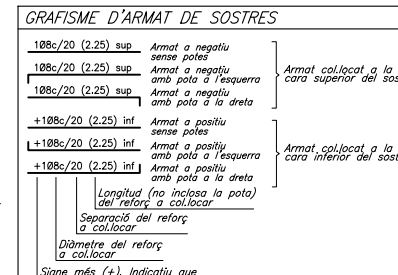 GRAFISME D'ARMAT DE SOSTRES
1Ø8c/20 (2.25) sup Armat a negatiu
sense potes
1Ø8c/20 (2.25) sup Armat a negatiu
amb pota a l'esquerra
1Ø8c/20 (2.25) sup Armat a negatiu
amb pota a la dreta
Armat col.locat a la
cara superior del sos
+1Ø8c/20 (2.25) inf Armat a positiu
sense potes
+1Ø8c/20 (2.25) inf Armat a positiu
amb pota a l'esquerra
+1Ø8c/20 (2.25) inf Armat a positiu
amb pota a la dreta
Armat col.locat a la
cara inferior del sost
Longitud (no inclosa la pota)
del reforç a col.locar
Separació del reforç
a col.locar
Diàmetre del reforç
a col.locar
Signe més (+). Indicatiu que